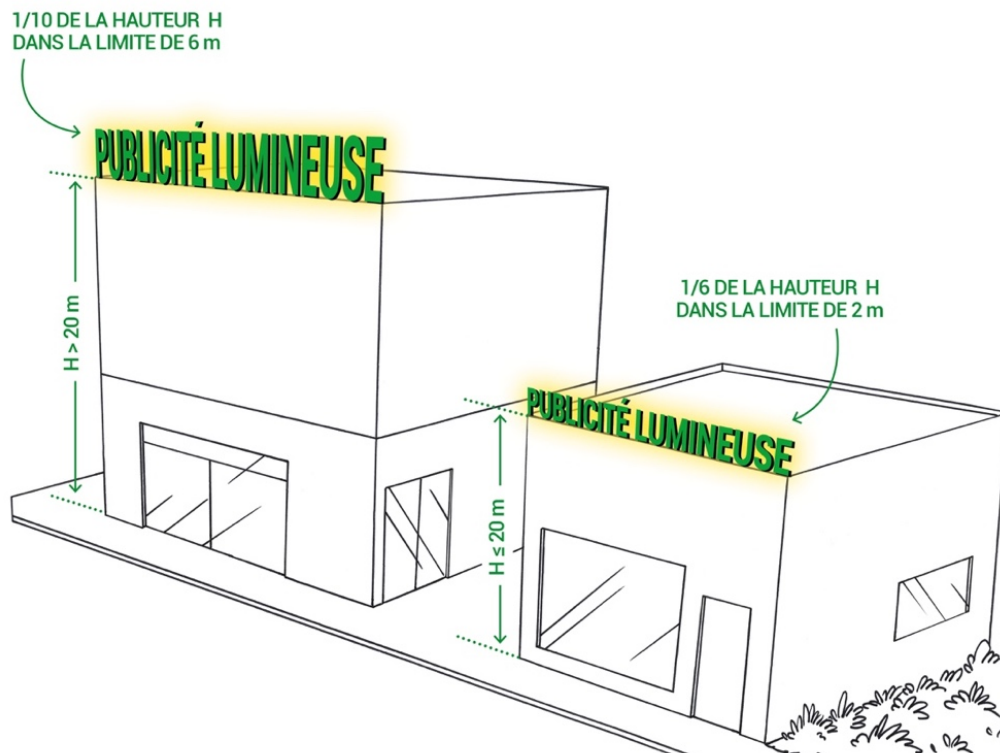 1/10 DE LA HAUTEUR H
DANS LA LIMITE DE 6 m
PUBLICITÉ LUMINEUSE
H > 20 m
1/6 DE LA HAUTEUR H
DANS LA LIMITE DE 2 m
PUBLICITÉ LUMINEUSE
H ≤ 20 m